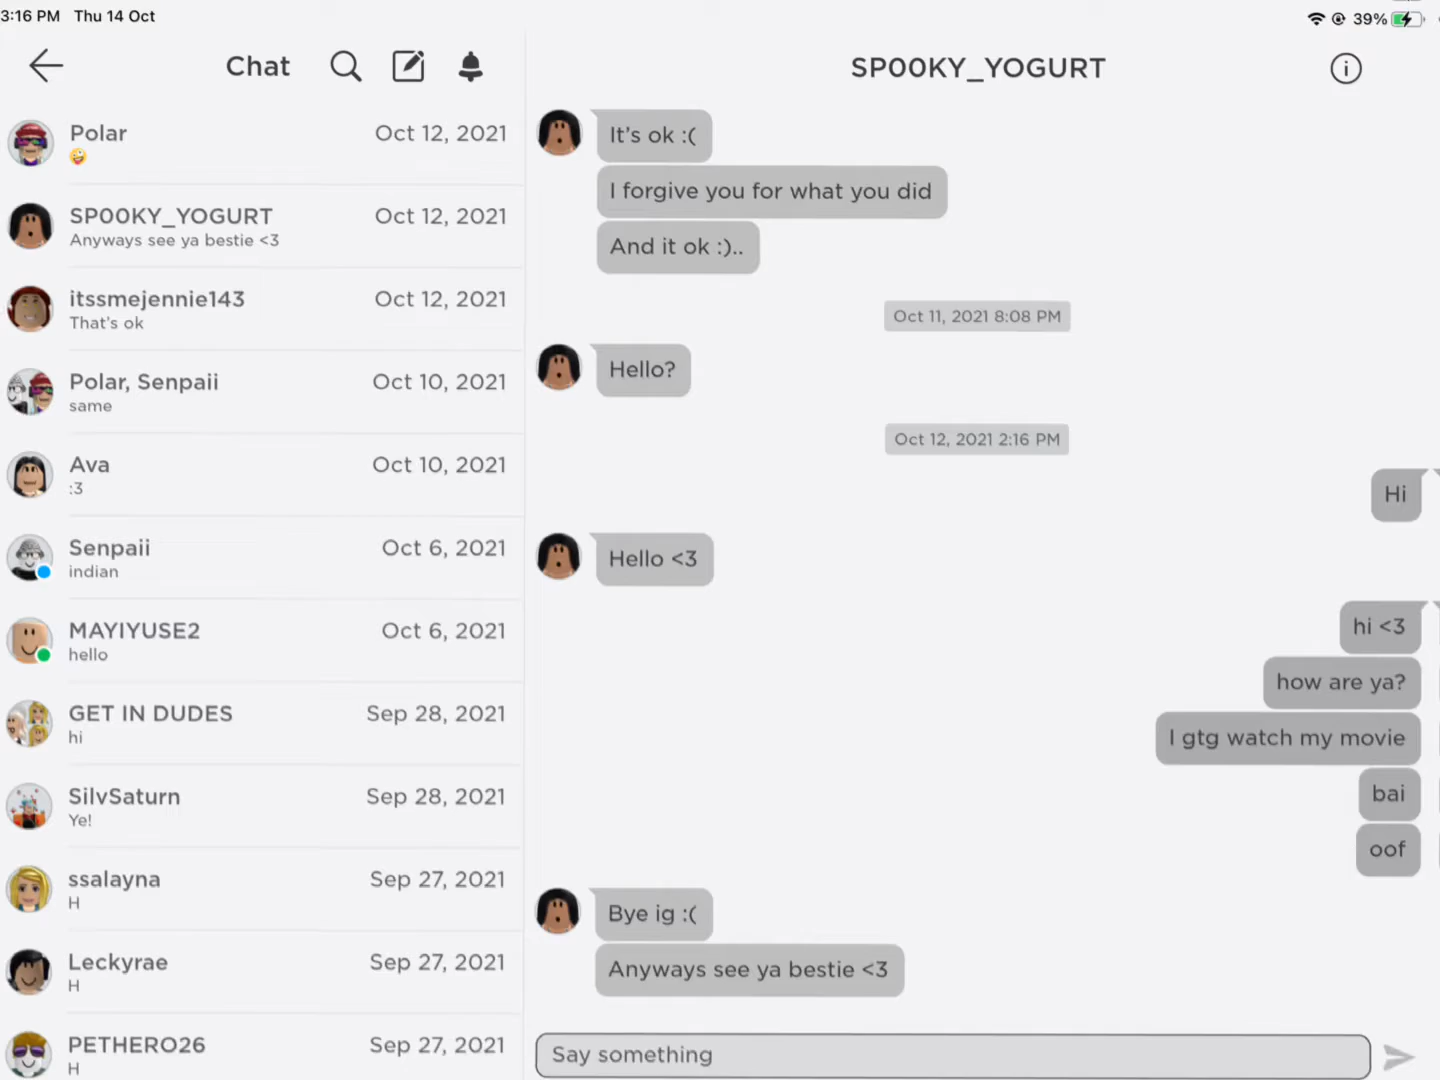 3:16 PM Thu 14 Oct
39%
Chat
Polar Oct 12, 2021
🤪
SP00KY_YOGURT Oct 12, 2021
Anyways see ya bestie <3
itssmejennie143 Oct 12, 2021
That's ok
Polar, Senpaii Oct 10, 2021
same
Ava Oct 10, 2021
:3
Senpaii Oct 6, 2021
indian
MAYIYUSE2 Oct 6, 2021
hello
GET IN DUDES Sep 28, 2021
hi
SilvSaturn Sep 28, 2021
Ye!
ssalayna Sep 27, 2021
H
Leckyrae Sep 27, 2021
H
PETHERO26 Sep 27, 2021
H
SP00KY_YOGURT
It's ok :(
I forgive you for what you did
And it ok :)..
Oct 11, 2021 8:08 PM
Hello?
Oct 12, 2021 2:16 PM
Hi
Hello <3
hi <3
how are ya?
I gtg watch my movie
bai
oof
Bye ig :(
Anyways see ya bestie <3
Say something